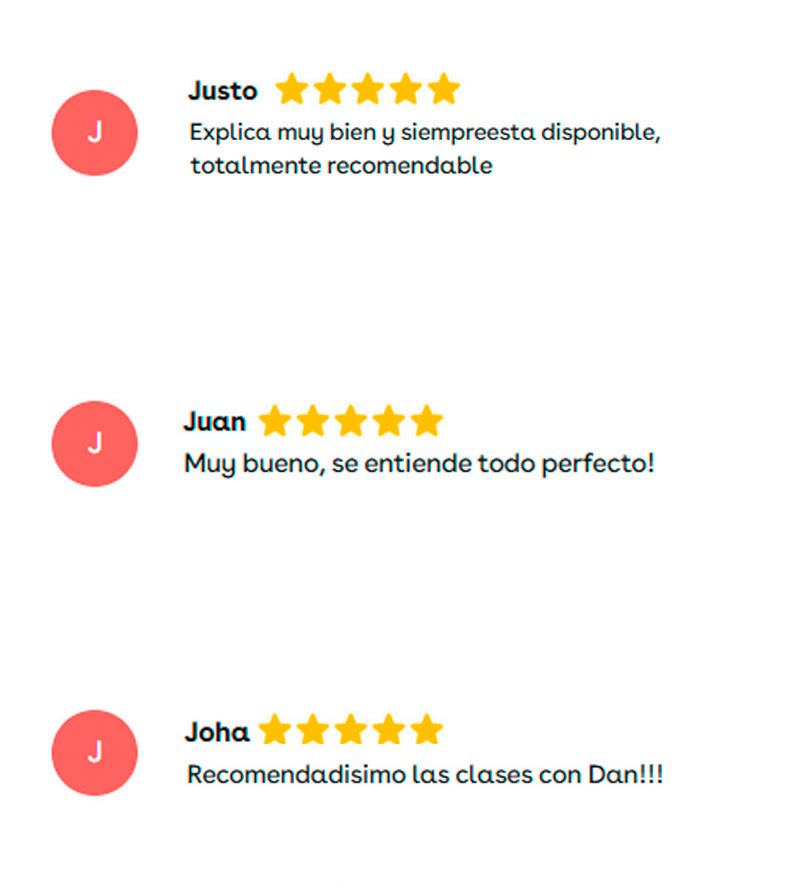 J
Justo
Explica muy bien y siempreesta disponible,
totalmente recomendable
J
Juan
Muy bueno, se entiende todo perfecto!
J
Joha
Recomendadisimo las clases con Dan!!!